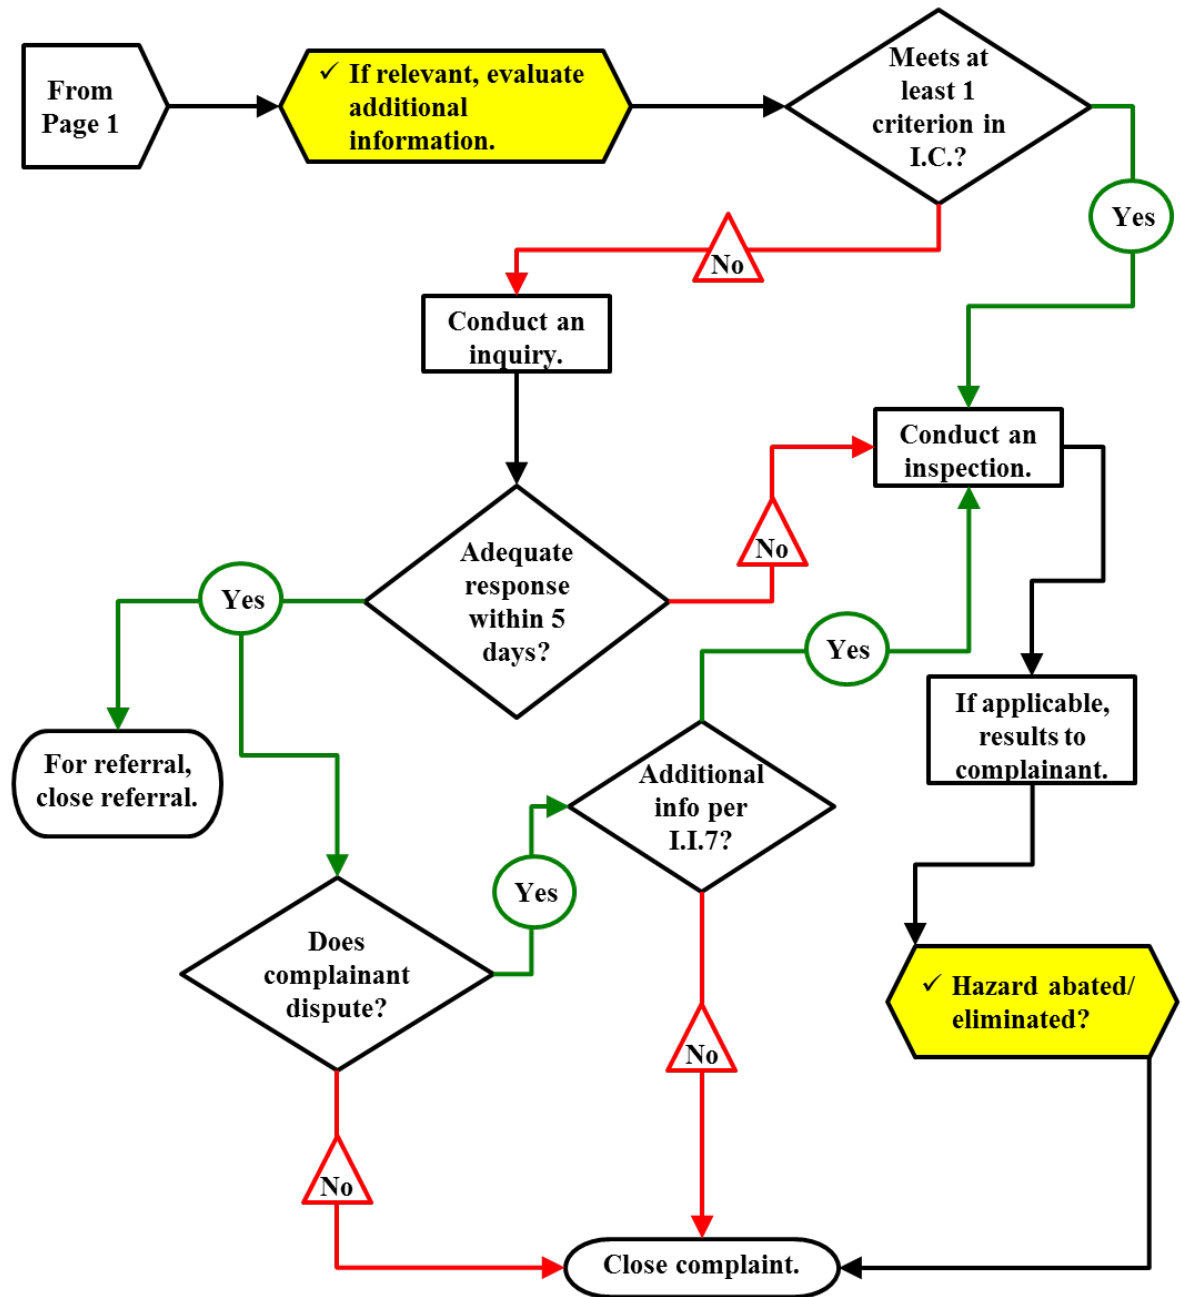 From
Page 1
✓ If relevant, evaluate
additional
information.
Meets at
least 1
criterion in
I.C.?
Yes
No
Conduct an
inquiry.
Conduct an
inspection.
Adequate
response
within 5
days?
No
Yes
Yes
If applicable,
results to
complainant.
For referral,
close referral.
Additional
info per
I.I.7?
Yes
Does
complainant
dispute?
✓ Hazard abated/
eliminated?
No
No
Close complaint.